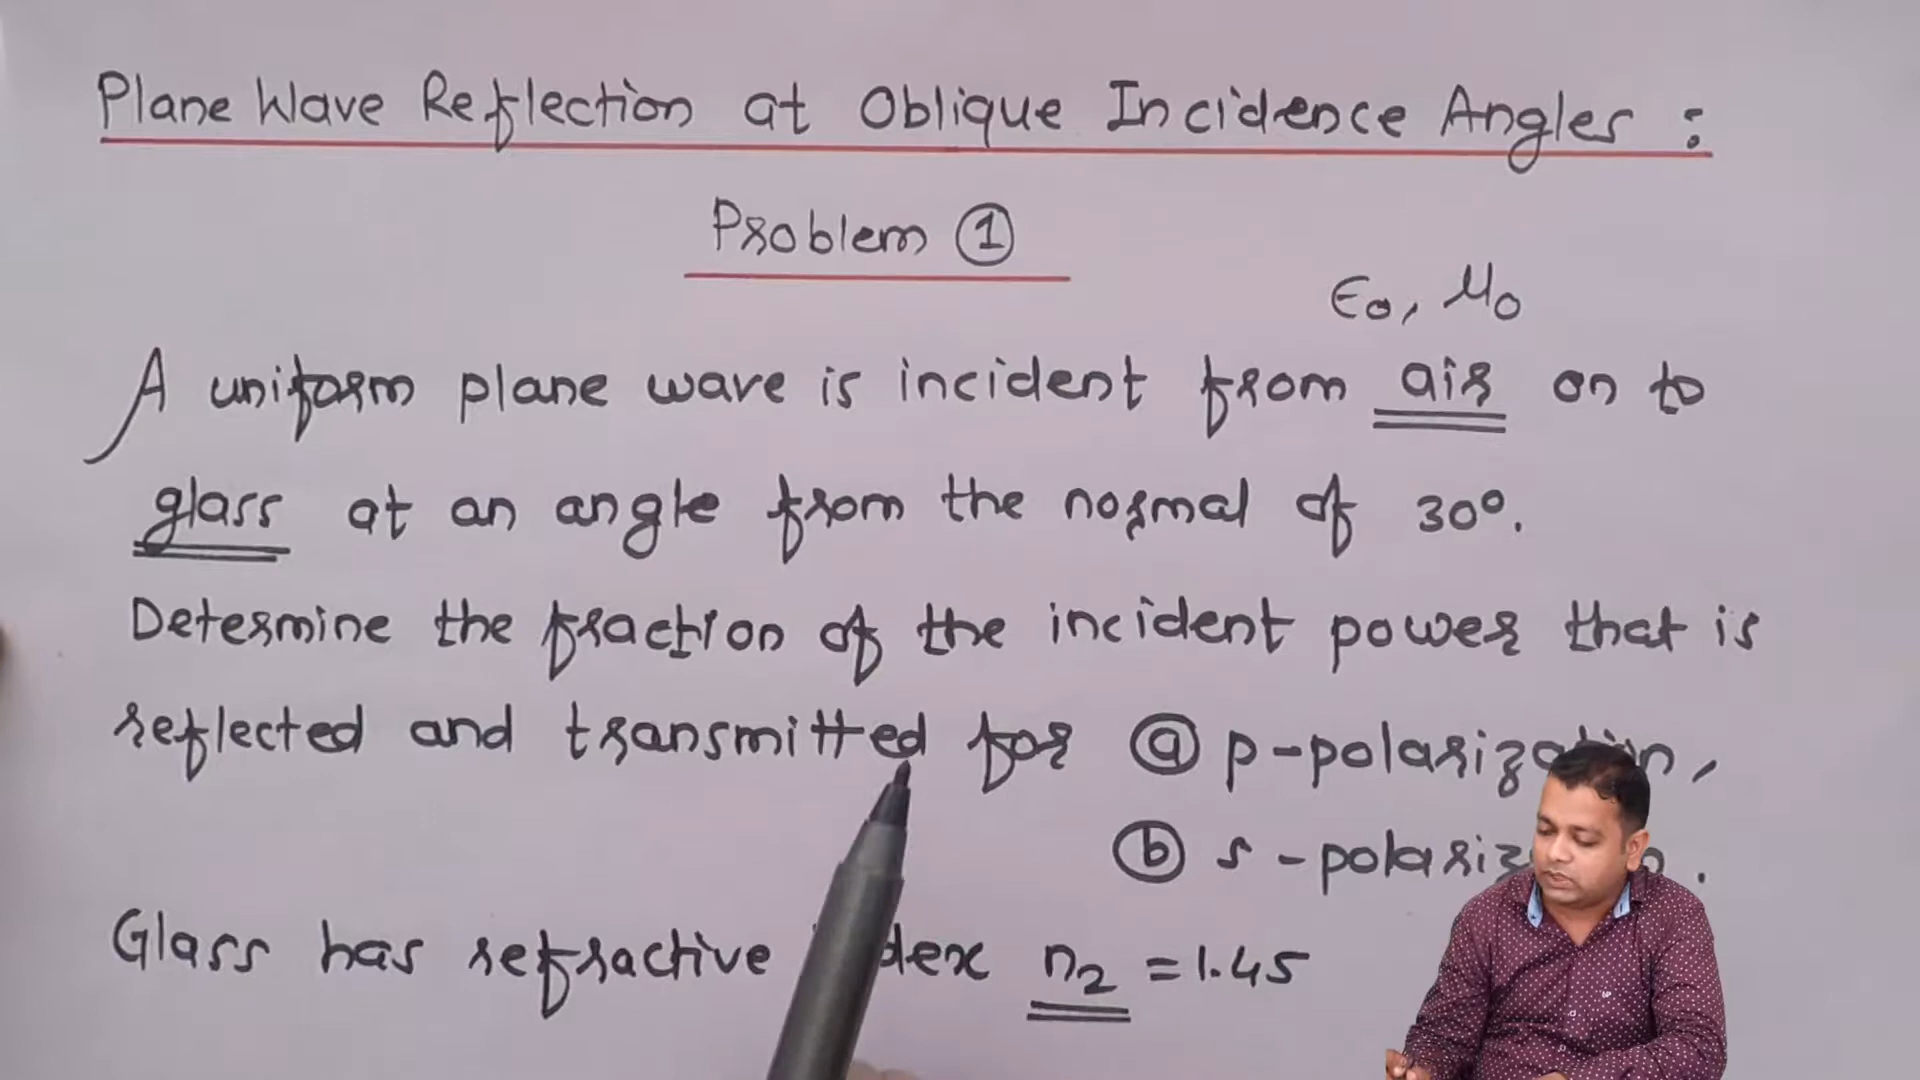 Plane Wave Reflection at Oblique Incidence Angles :
Problem ①
ϵ₀, μ₀
A uniform plane wave is incident from air on to
glass at an angle from the normal of 30°.
Determine the fraction of the incident power that is
reflected and transmitted for ⓐ p-polarization,
ⓑ s-polariz
Glass has refractive n₂ = 1.45